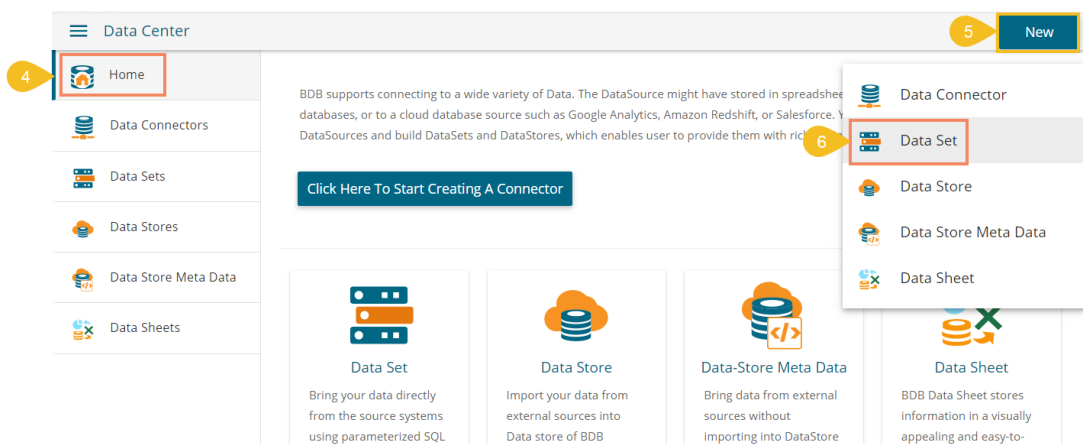 Data Center
5
New
4
Home
Data Connectors
Data Sets
Data Stores
Data Store Meta Data
Data Sheets
BDB supports connecting to a wide variety of Data. The DataSource might have stored in spreadshee
databases, or to a cloud database source such as Google Analytics, Amazon Redshift, or Salesforce.
DataSources and build DataSets and DataStores, which enables user to provide them with ric
Click Here To Start Creating A Connector
Data Connector
6
Data Set
Data Store
Data Store Meta Data
Data Sheet
Data Set
Bring your data directly
from the source systems
using parameterized SQL
Data Store
Import your data from
external sources into
Data store of BDB
Data-Store Meta Data
Bring data from external
sources without
importing into DataStore
Data Sheet
BDB Data Sheet stores
information in a visually
appealing and easy-to-